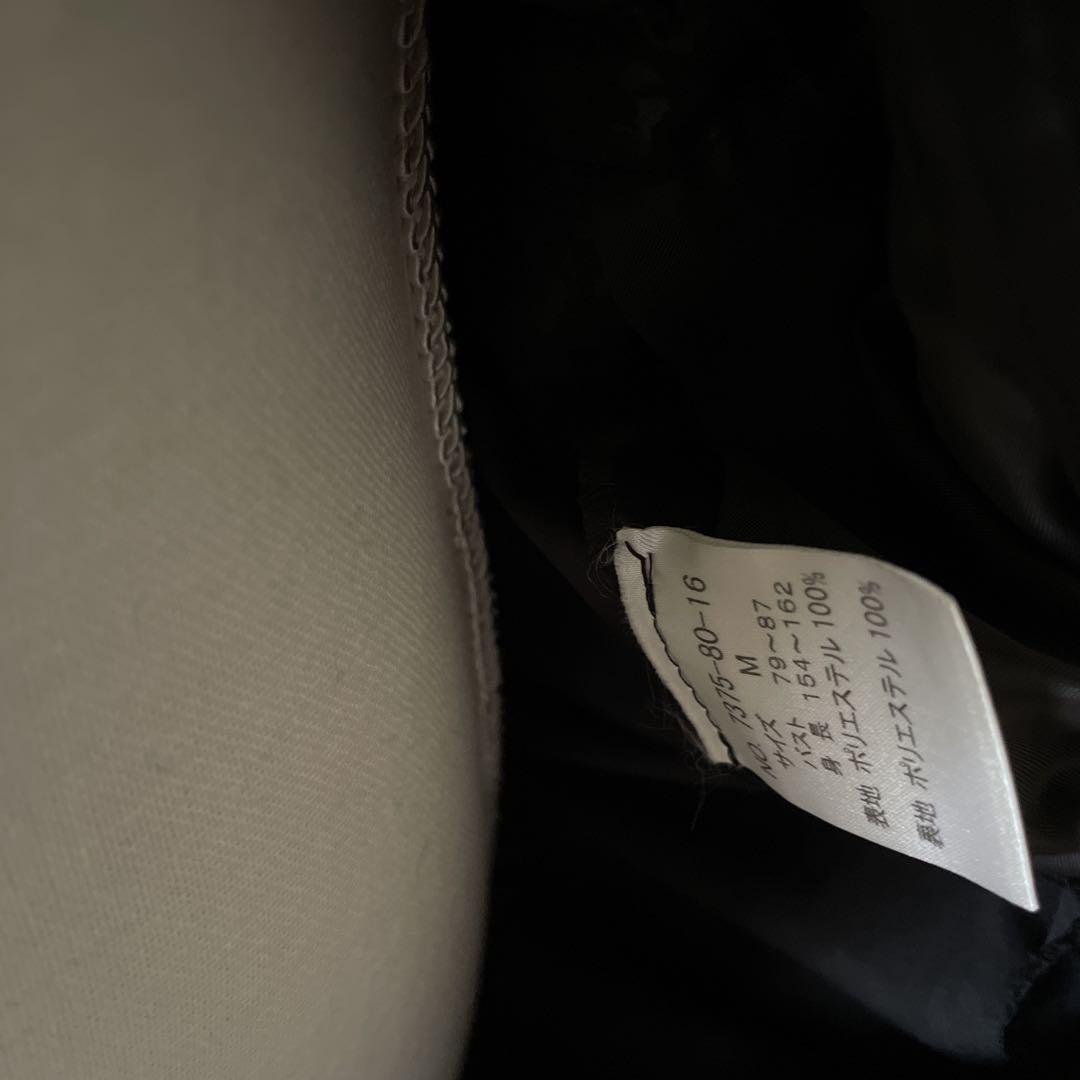 NO. 7375-80-16
サイズ M
バスト 79～87
身 長 154～162
表地 ポリエステル 100%
裏地 ポリエステル 100%